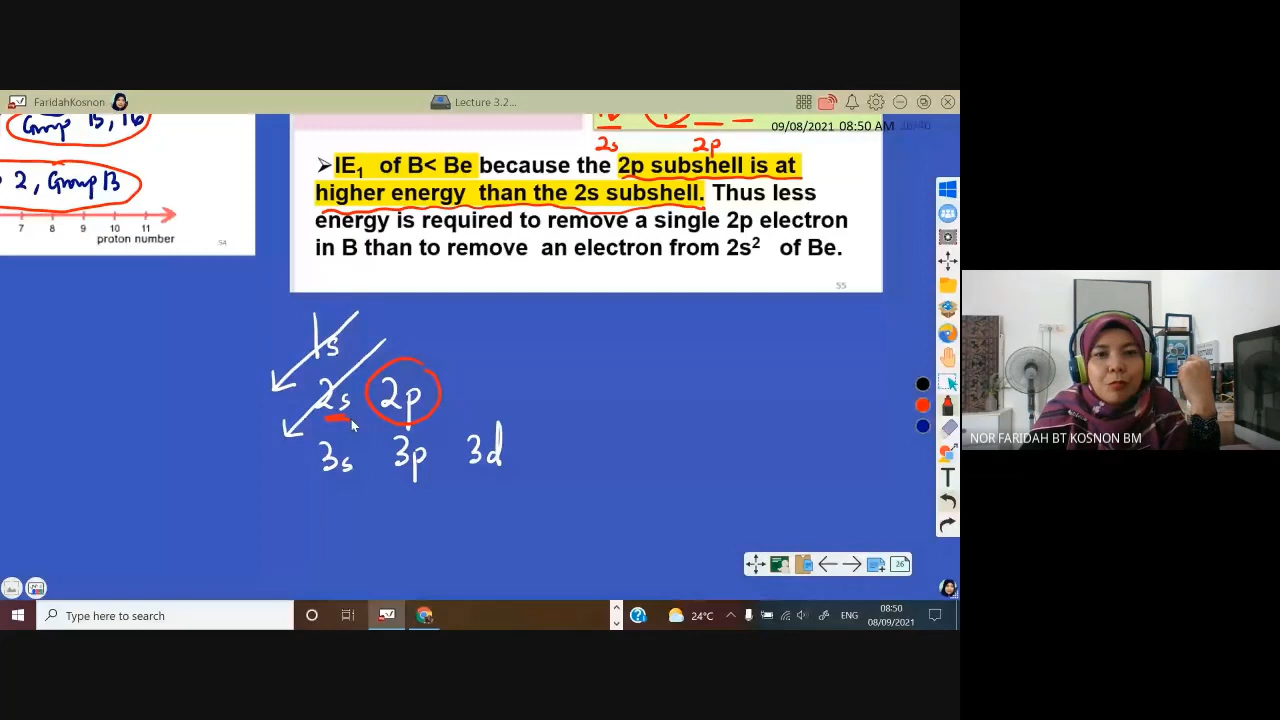 FaridahKosnon
Lecture 3.2...
Group 13, 16
2, Group 13
7 8 9 10 11
proton number
54
2s 2p
09/08/2021 08:50 AM
➢IE1 of B< Be because the 2p subshell is at
higher energy than the 2s subshell. Thus less
energy is required to remove a single 2p electron
in B than to remove an electron from 2s² of Be.
55
1s
2s 2p
3s 3p 3d
NOR FARIDAH BT KOSNON BM
T
26
Type here to search
24°C
ENG
08:50
08/09/2021